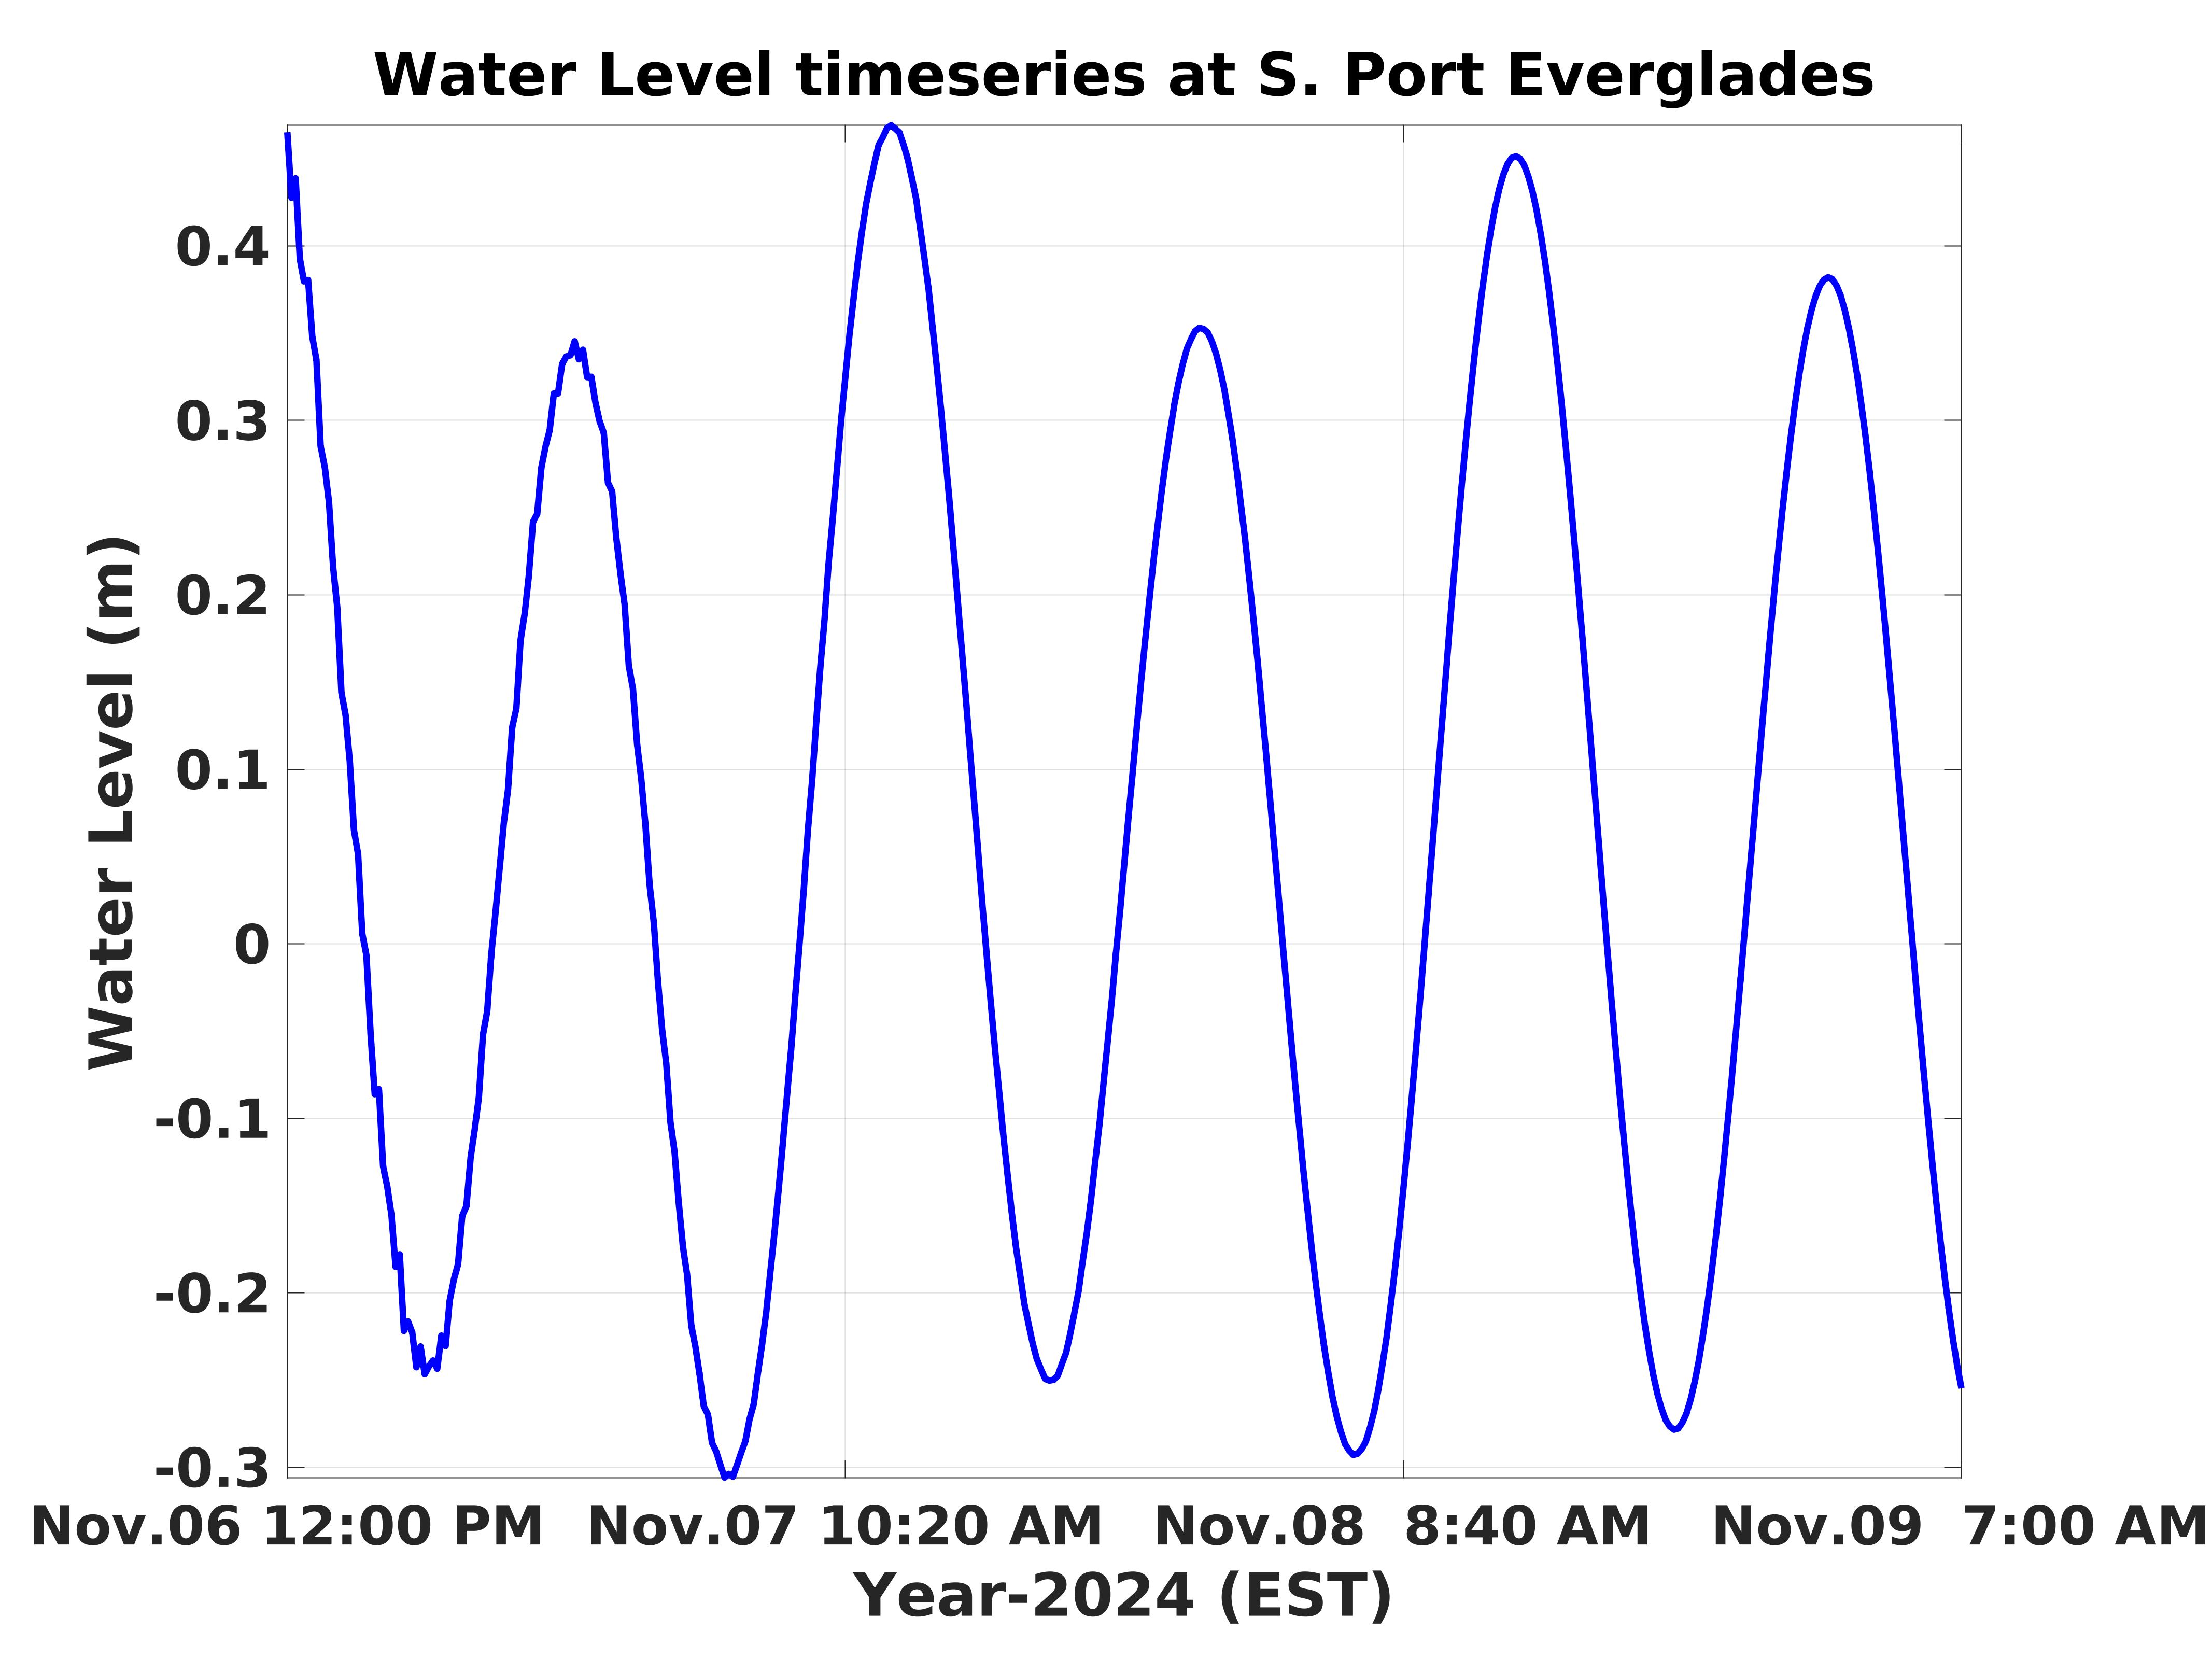 Water Level timeseries at S. Port Everglades
Water Level (m)
0.4
0.3
0.2
0.1
0
-0.1
-0.2
-0.3
Nov.06 12:00 PM Nov.07 10:20 AM Nov.08 8:40 AM Nov.09 7:00 AM
Year-2024 (EST)